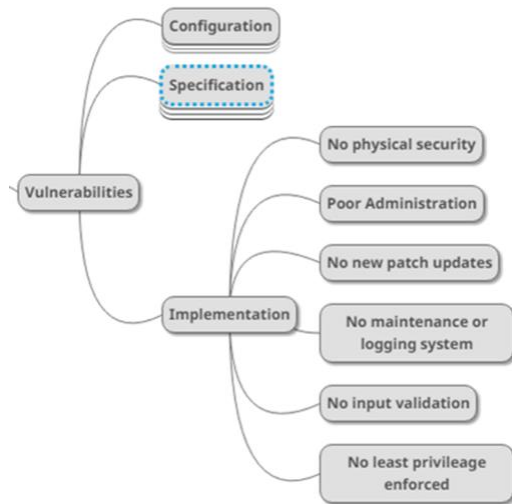 Configuration
Specification
No physical security
Vulnerabilities
Poor Administration
No new patch updates
Implementation
No maintenance or
logging system
No input validation
No least privileage
enforced